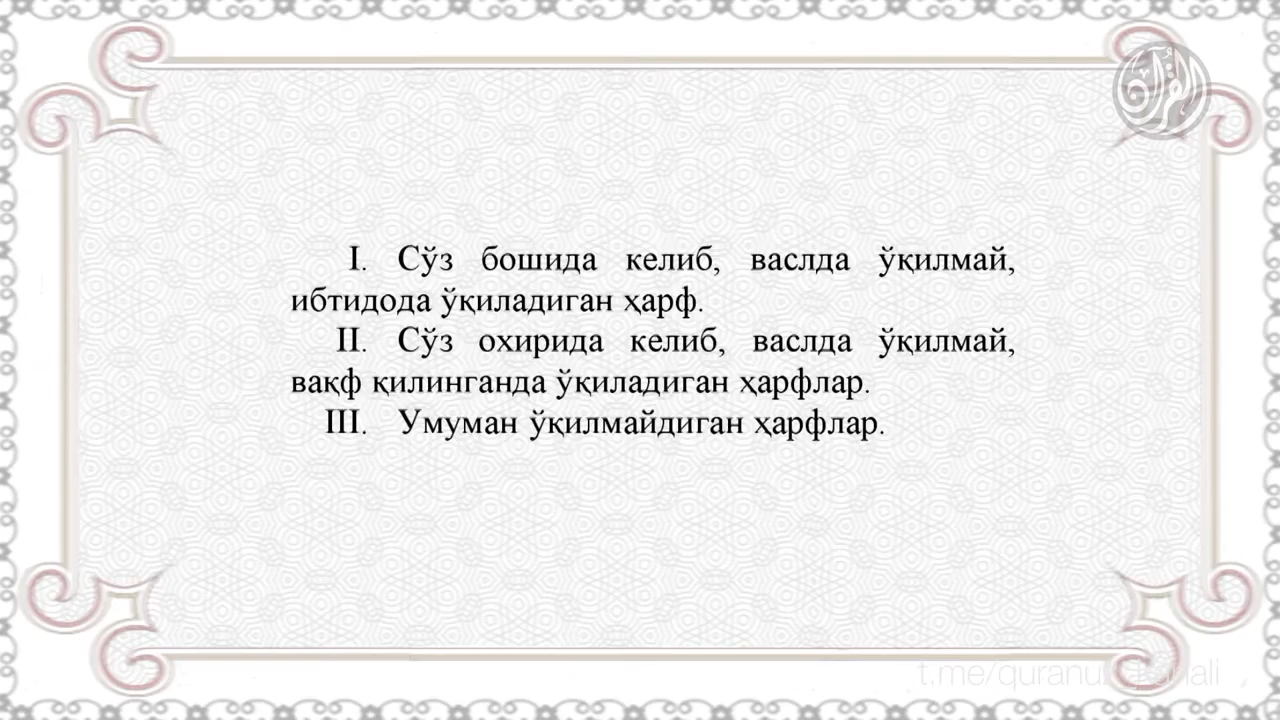 القرآن
I. Сўз бошида келиб, васлда ўқилмай,
ибтидода ўқиладиган ҳарф.
II. Сўз охирида келиб, васлда ўқилмай,
вақф қилинганда ўқиладиган ҳарфлар.
III. Умуман ўқилмайдиган ҳарфлар.